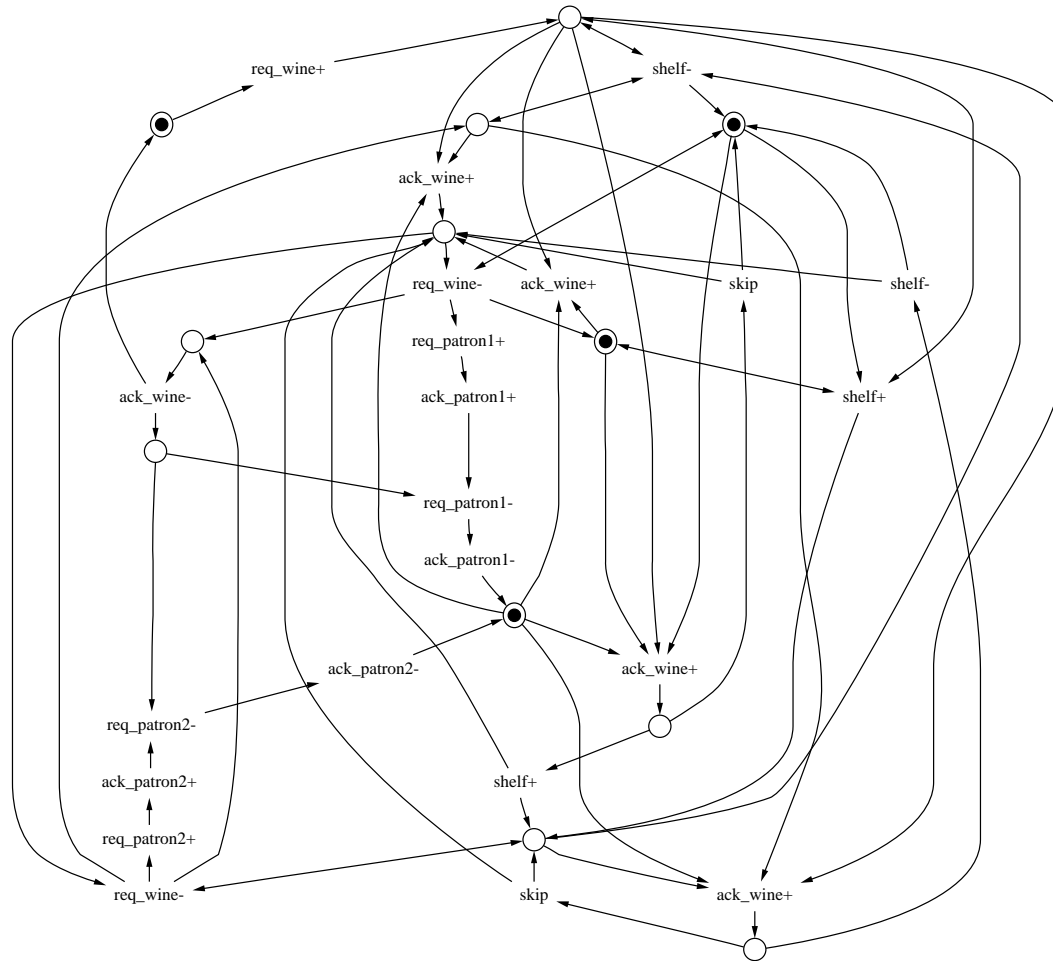 req_wine+
shelf-
ack_wine+
req_wine-
ack_wine+
skip
shelf-
req_patron1+
ack_wine-
ack_patron1+
shelf+
req_patron1-
ack_patron1-
ack_patron2-
ack_wine+
req_patron2-
ack_patron2+
shelf+
req_patron2+
req_wine-
skip
ack_wine+